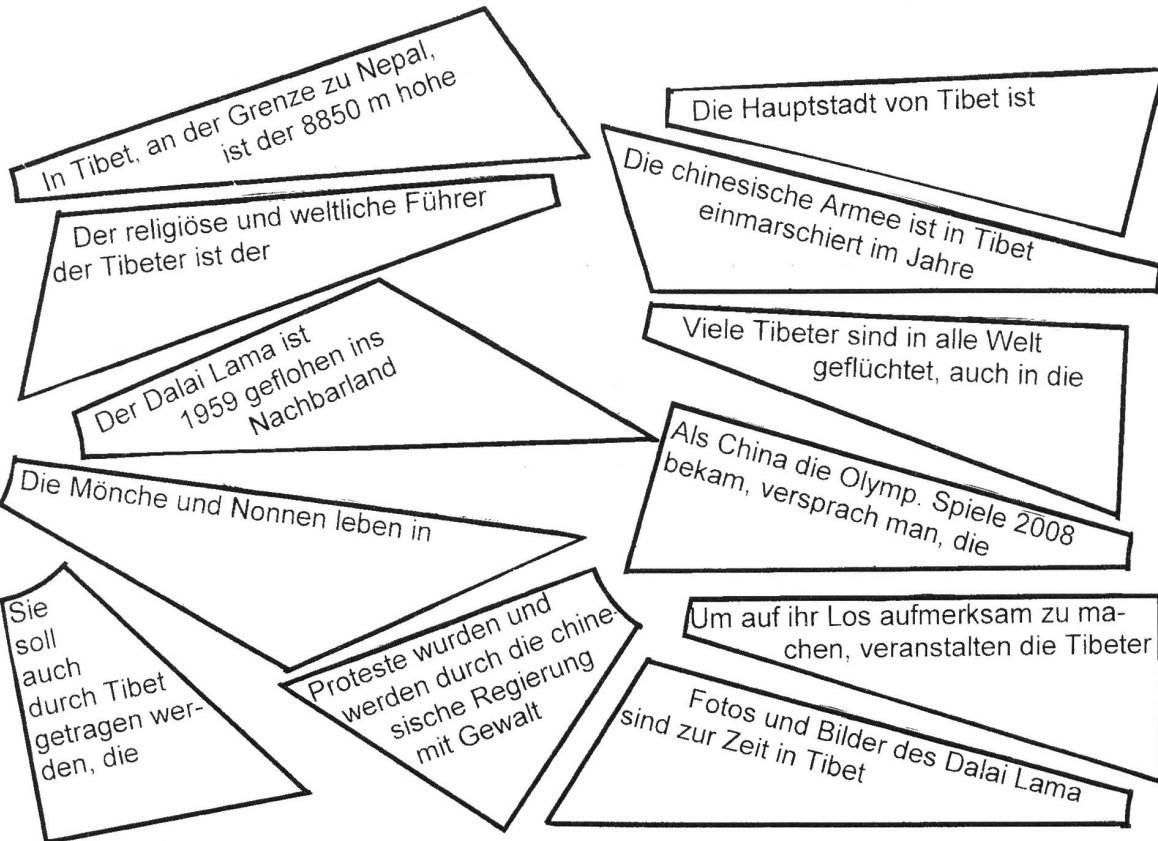 In Tibet, an der Grenze zu Nepal,
ist der 8850 m hohe
Der religiöse und weltliche Führer
der Tibeter ist der
Der Dalai Lama ist
1959 geflohen ins
Nachbarland
Die Mönche und Nonnen leben in
Sie
soll
auch
durch Tibet
getragen wer-
den, die
Proteste wurden und
werden durch die chine-
sische Regierung
mit Gewalt
Die Hauptstadt von Tibet ist
Die chinesische Armee ist in Tibet
einmarschiert im Jahre
Viele Tibeter sind in alle Welt
geflüchtet, auch in die
Als China die Olymp. Spiele 2008
bekam, versprach man, die
Um auf ihr Los aufmerksam zu ma-
chen, veranstalten die Tibeter
Fotos und Bilder des Dalai Lama
sind zur Zeit in Tibet